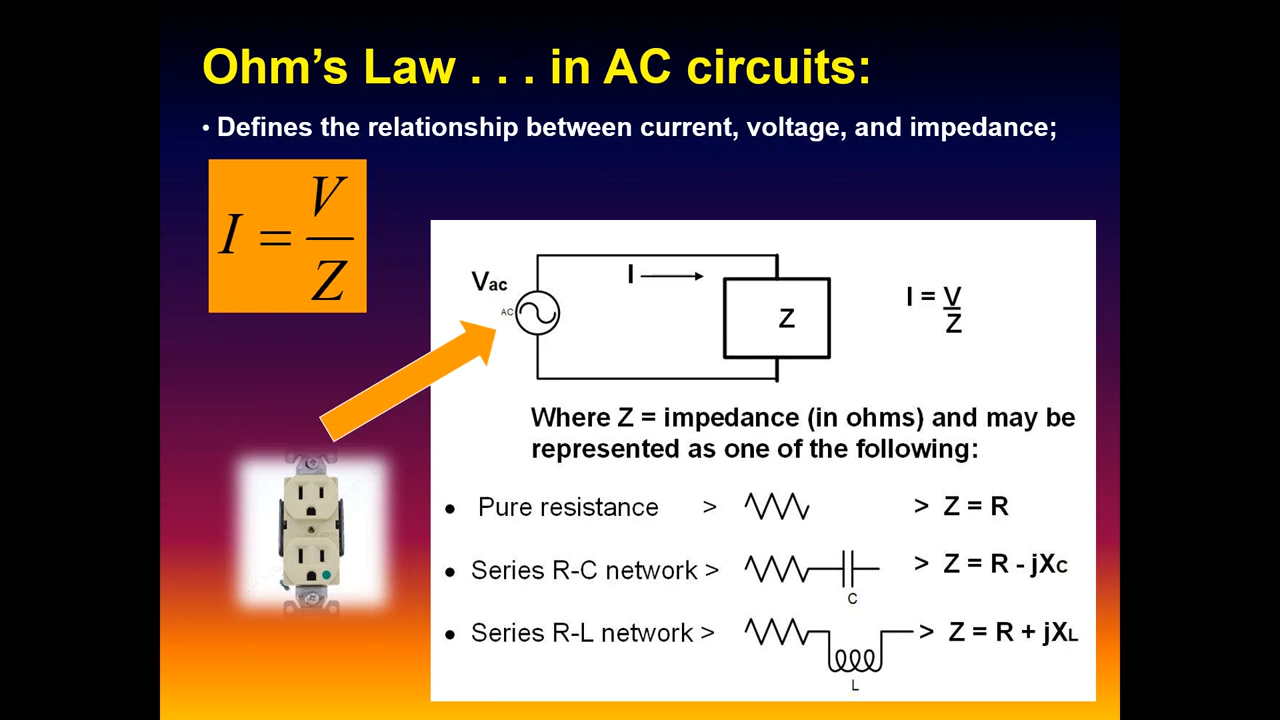 Ohm's Law . . . in AC circuits:
• Defines the relationship between current, voltage, and impedance;
I = V
Z
Vac
AC
I
Z
I = V
Z
Where Z = impedance (in ohms) and may be
represented as one of the following:
• Pure resistance > > Z = R
• Series R-C network > > Z = R - jXC
C
• Series R-L network > > Z = R + jXL
L